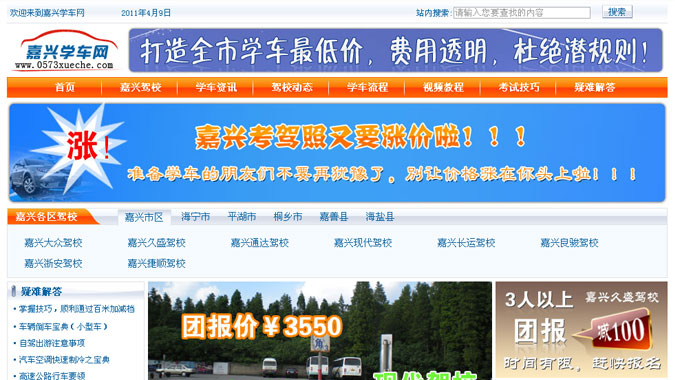 欢迎来到嘉兴学车网 2011年4月9日 站内搜索: 请输入您要查找的内容 搜索
嘉兴学车网
www.0573xueche.com
打造全市学车最低价，费用透明，杜绝潜规则！
首页 嘉兴驾校 学车资讯 驾校动态 学车流程 视频教程 考试技巧 疑难解答
涨！
嘉兴考驾照又要涨价啦！！！
准备学车的朋友们不要再犹豫了，别让价格涨在你头上啦！！！
嘉兴各区驾校 嘉兴市区 海宁市 平湖市 桐乡市 嘉善县 海盐县
嘉兴大众驾校 嘉兴久盛驾校 嘉兴通达驾校 嘉兴现代驾校 嘉兴长运驾校 嘉兴良骏驾校
嘉兴浙安驾校 嘉兴捷顺驾校
疑难解答
掌握技巧，顺利通过百米加减档
车辆倒车宝典（小型车）
自驾出游注意事项
汽车空调快速制冷之宝典
高速公路行车要领
团报价￥3550
现代驾校
3人以上 嘉兴久盛驾校
团报 减100
时间有限，赶快报名